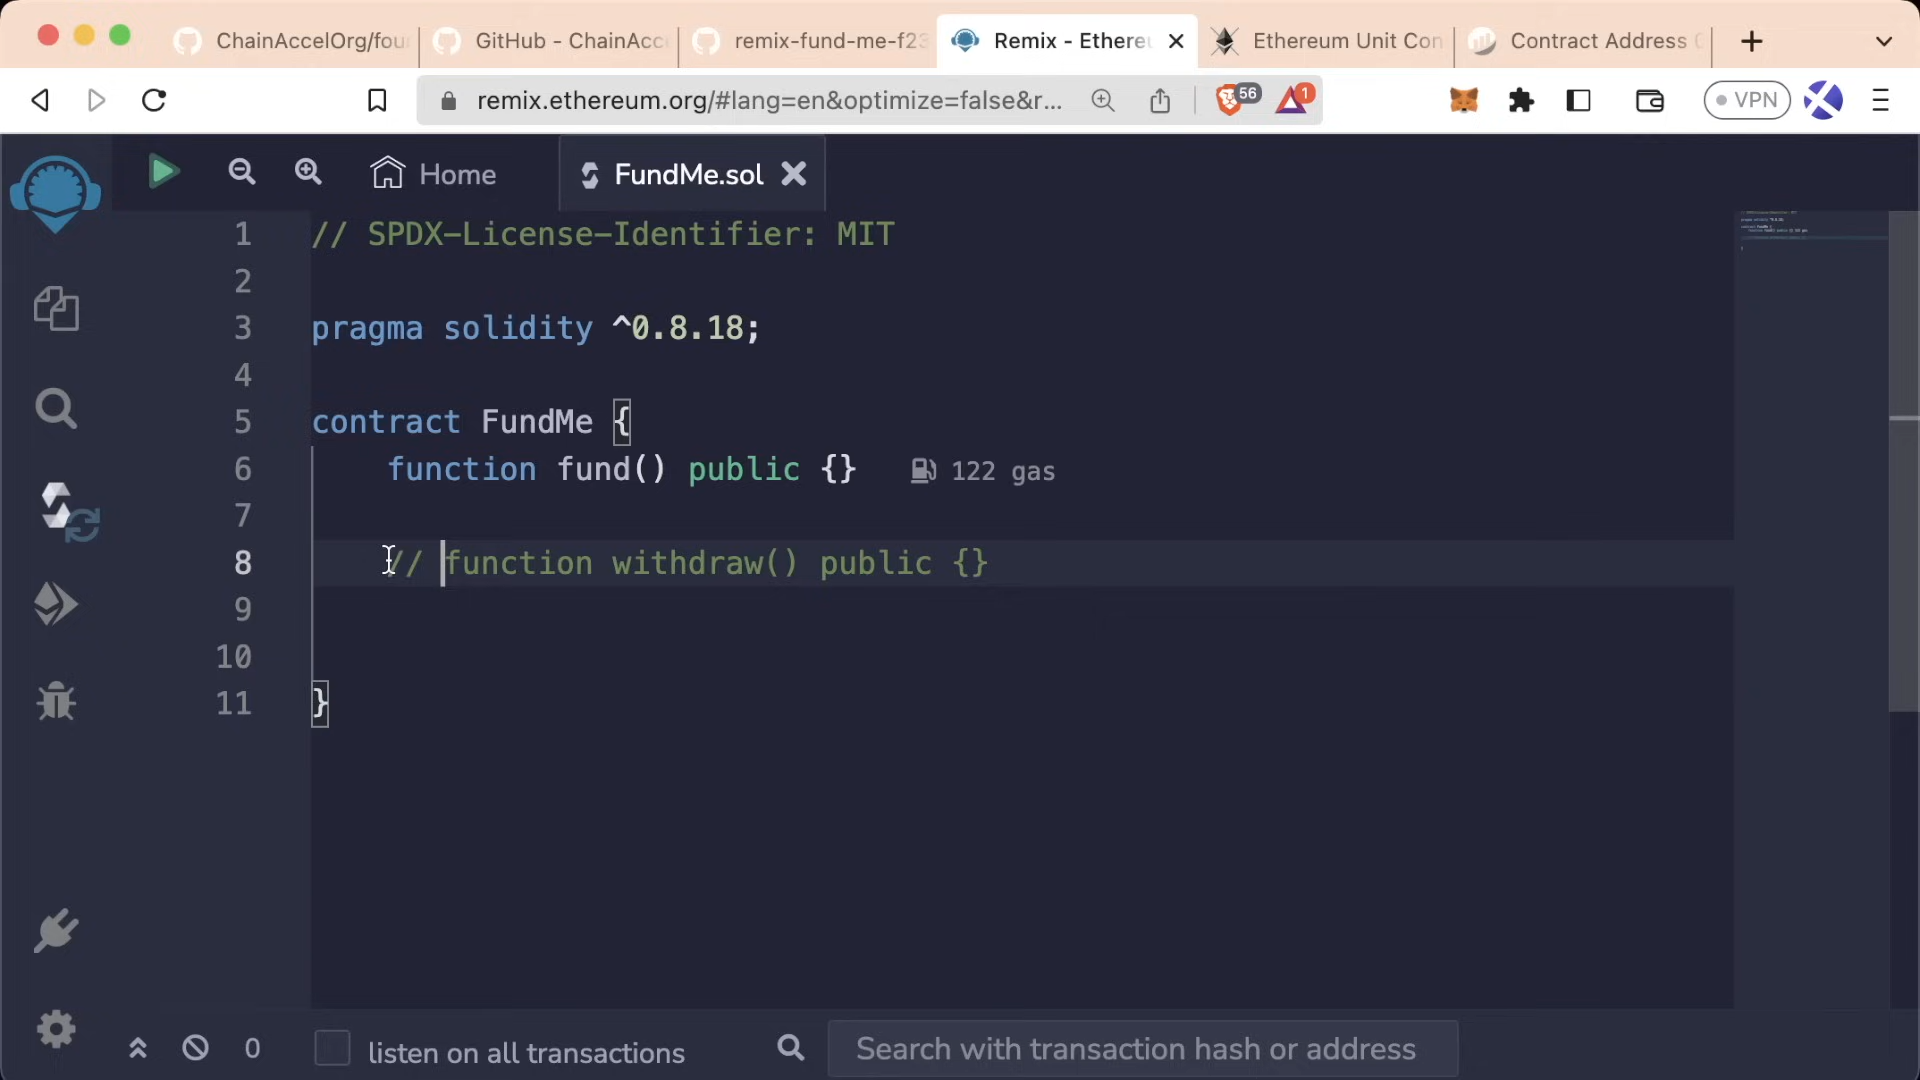 ChainAccelOrg/fou
GitHub - ChainAcc
remix-fund-me-f23
Remix - Ethere
Ethereum Unit Con
Contract Address
remix.ethereum.org/#lang=en&optimize=false&r...
56
1
VPN
Home
FundMe.sol
1 // SPDX-License-Identifier: MIT
2
3 pragma solidity ^0.8.18;
4
5 contract FundMe {
6 function fund() public {} 122 gas
7
8 // function withdraw() public {}
9
10
11 }
0
listen on all transactions
Search with transaction hash or address